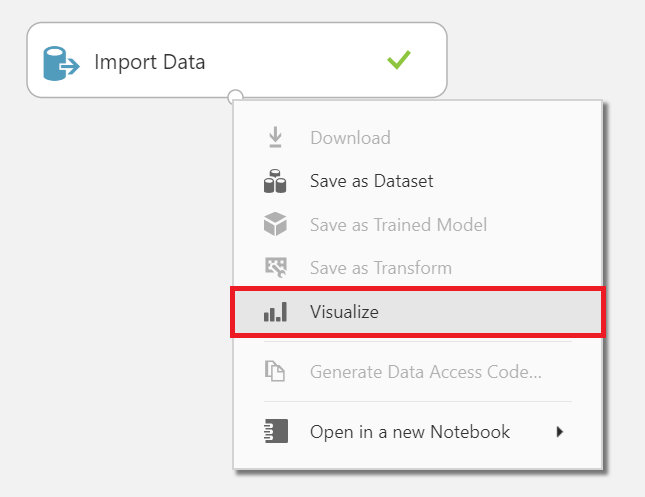 Import Data
Download
Save as Dataset
Save as Trained Model
Save as Transform
Visualize
Generate Data Access Code...
Open in a new Notebook